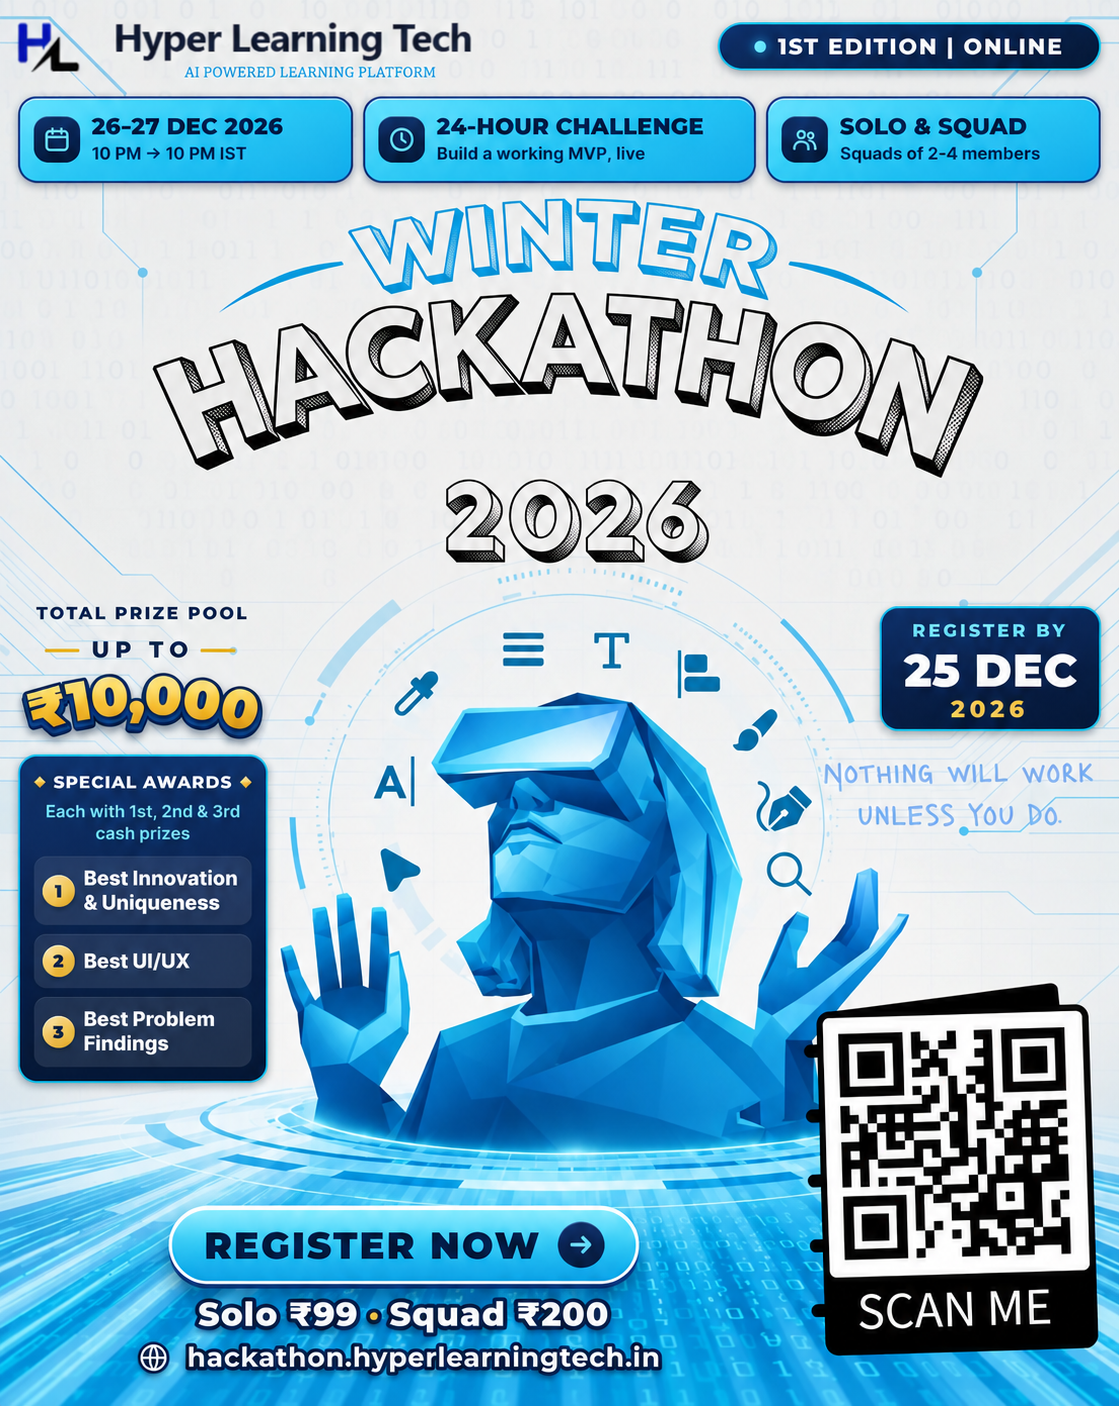 HL
Hyper Learning Tech
AI POWERED LEARNING PLATFORM
1ST EDITION | ONLINE
26–27 DEC 2026
10 PM → 10 PM IST
24-HOUR CHALLENGE
Build a working MVP, live
SOLO & SQUAD
Squads of 2-4 members
WINTER
HACKATHON
2026
TOTAL PRIZE POOL
UP TO
₹10,000
SPECIAL AWARDS
Each with 1st, 2nd & 3rd
cash prizes
1 Best Innovation
& Uniqueness
2 Best UI/UX
3 Best Problem
Findings
T
A
REGISTER BY
25 DEC
2026
NOTHING WILL WORK
UNLESS YOU DO.
SCAN ME
REGISTER NOW →
Solo ₹99 • Squad ₹200
hackathon.hyperlearningtech.in